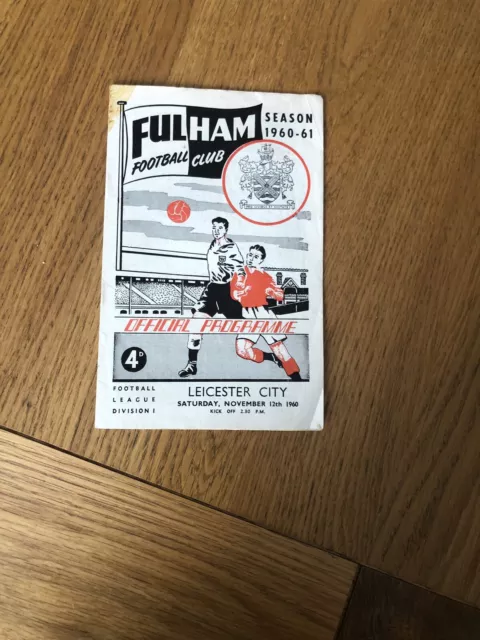 FULHAM
FOOTBALL CLUB
SEASON
1960-61
OFFICIAL PROGRAMME
4D
FOOTBALL
LEAGUE
DIVISION I
LEICESTER CITY
SATURDAY, NOVEMBER 12th 1960
KICK OFF 2.30 P.M.